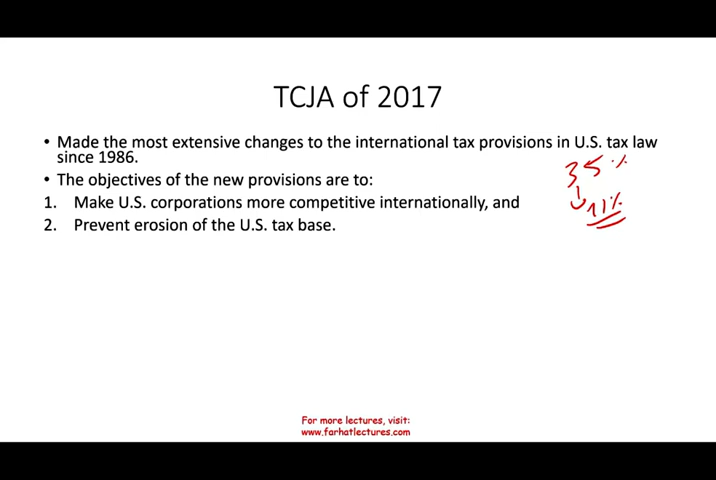 TCJA of 2017
• Made the most extensive changes to the international tax provisions in U.S. tax law
since 1986.
35%
• The objectives of the new provisions are to:
1. Make U.S. corporations more competitive internationally, and
2. Prevent erosion of the U.S. tax base.
For more lectures, visit:
www.farhatlectures.com